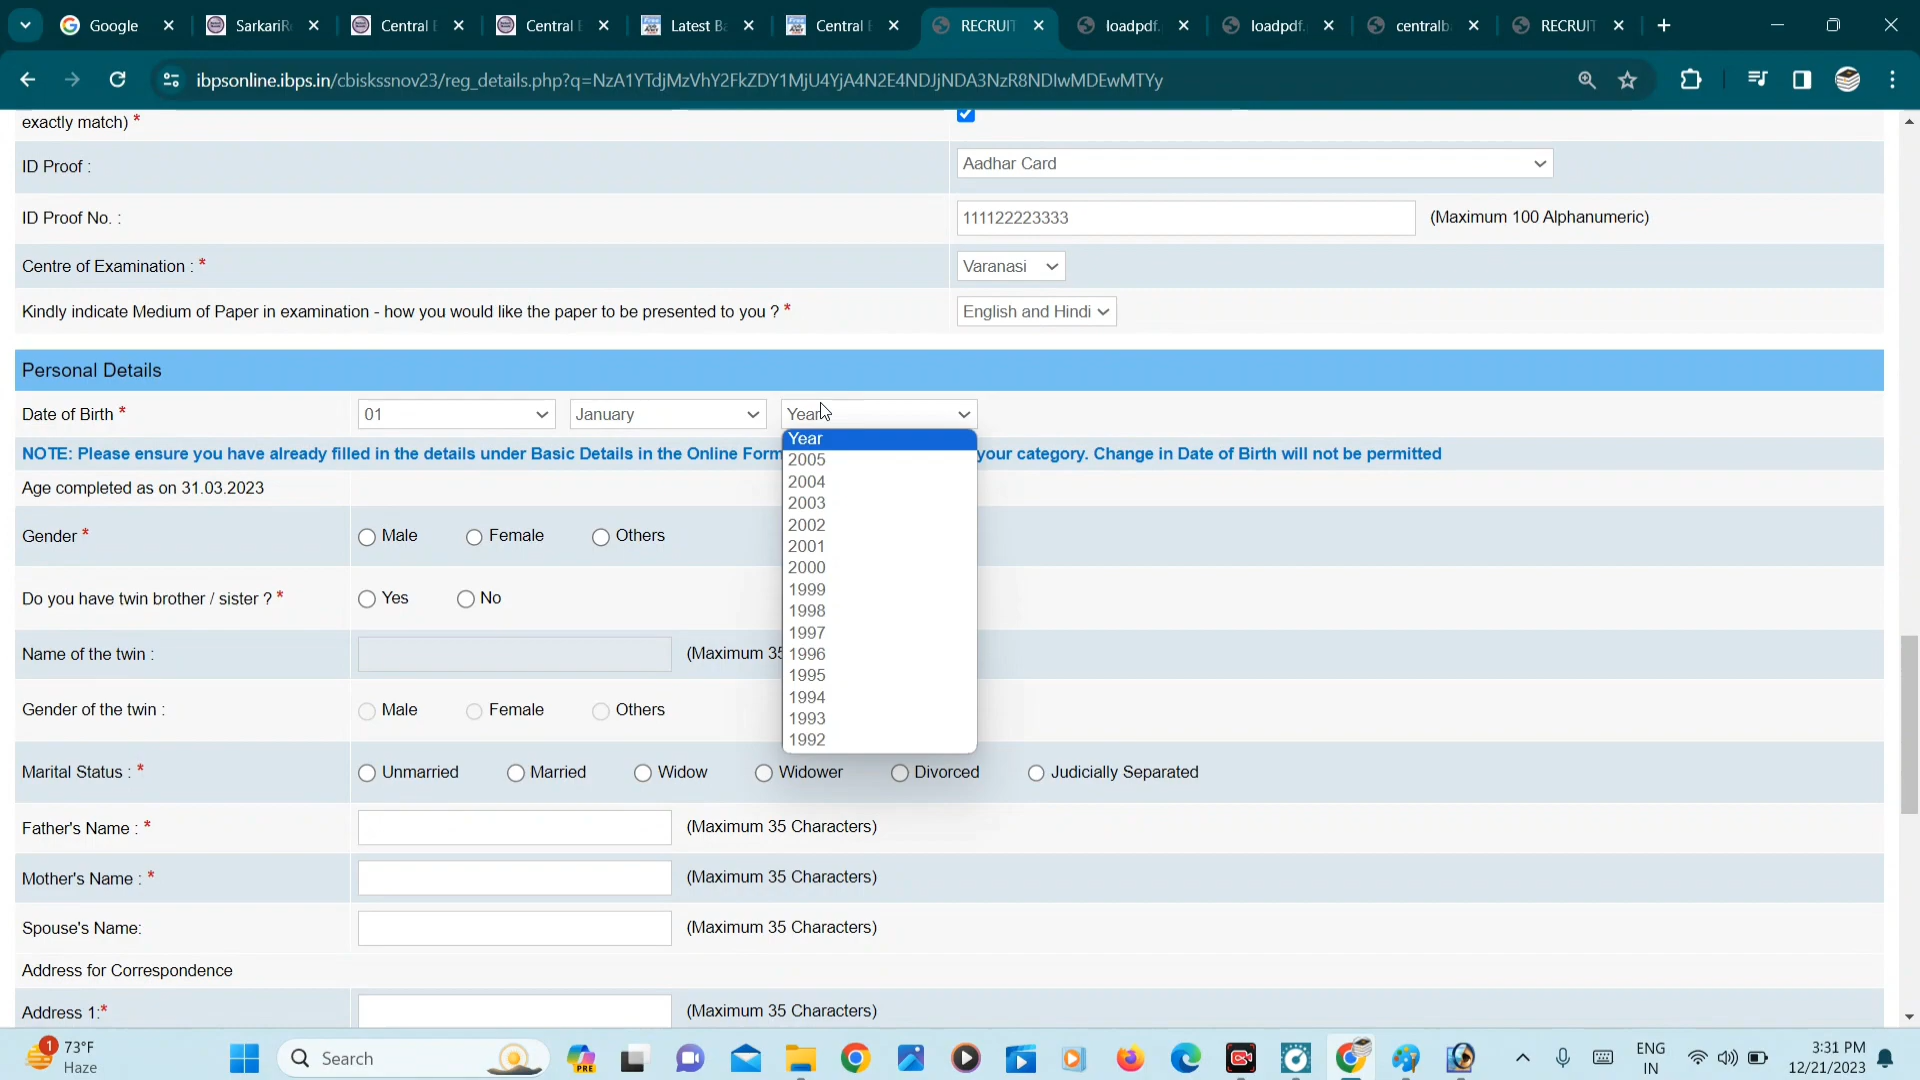 Google
SarkariR
Central E
Central E
Latest Ba
Central E
RECRUIT
loadpdf.
loadpdf.
centralb
RECRUIT
ibpsonline.ibps.in/cbiskssnov23/reg_details.php?q=NzA1YTdjMzVhY2FkZDY1MjU4YjA4N2E4NDJjNDA3NzR8NDIwMDEwMTYy
exactly match) *
ID Proof :
Aadhar Card
ID Proof No. :
111122223333
(Maximum 100 Alphanumeric)
Centre of Examination : *
Varanasi
Kindly indicate Medium of Paper in examination - how you would like the paper to be presented to you ? *
English and Hindi
Personal Details
Date of Birth *
01
January
Year
NOTE: Please ensure you have already filled in the details under Basic Details in the Online Form your category. Change in Date of Birth will not be permitted
Year
2005
2004
2003
2002
2001
2000
1999
1998
1997
1996
1995
1994
1993
1992
Age completed as on 31.03.2023
Gender *
Male
Female
Others
Do you have twin brother / sister ? *
Yes
No
Name of the twin :
(Maximum 35
Gender of the twin :
Male
Female
Others
Marital Status : *
Unmarried
Married
Widow
Widower
Divorced
Judicially Separated
Father's Name : *
(Maximum 35 Characters)
Mother's Name : *
(Maximum 35 Characters)
Spouse's Name:
(Maximum 35 Characters)
Address for Correspondence
Address 1:*
(Maximum 35 Characters)
1
73°F
Haze
Search
PRE
ENG
IN
3:31 PM
12/21/2023